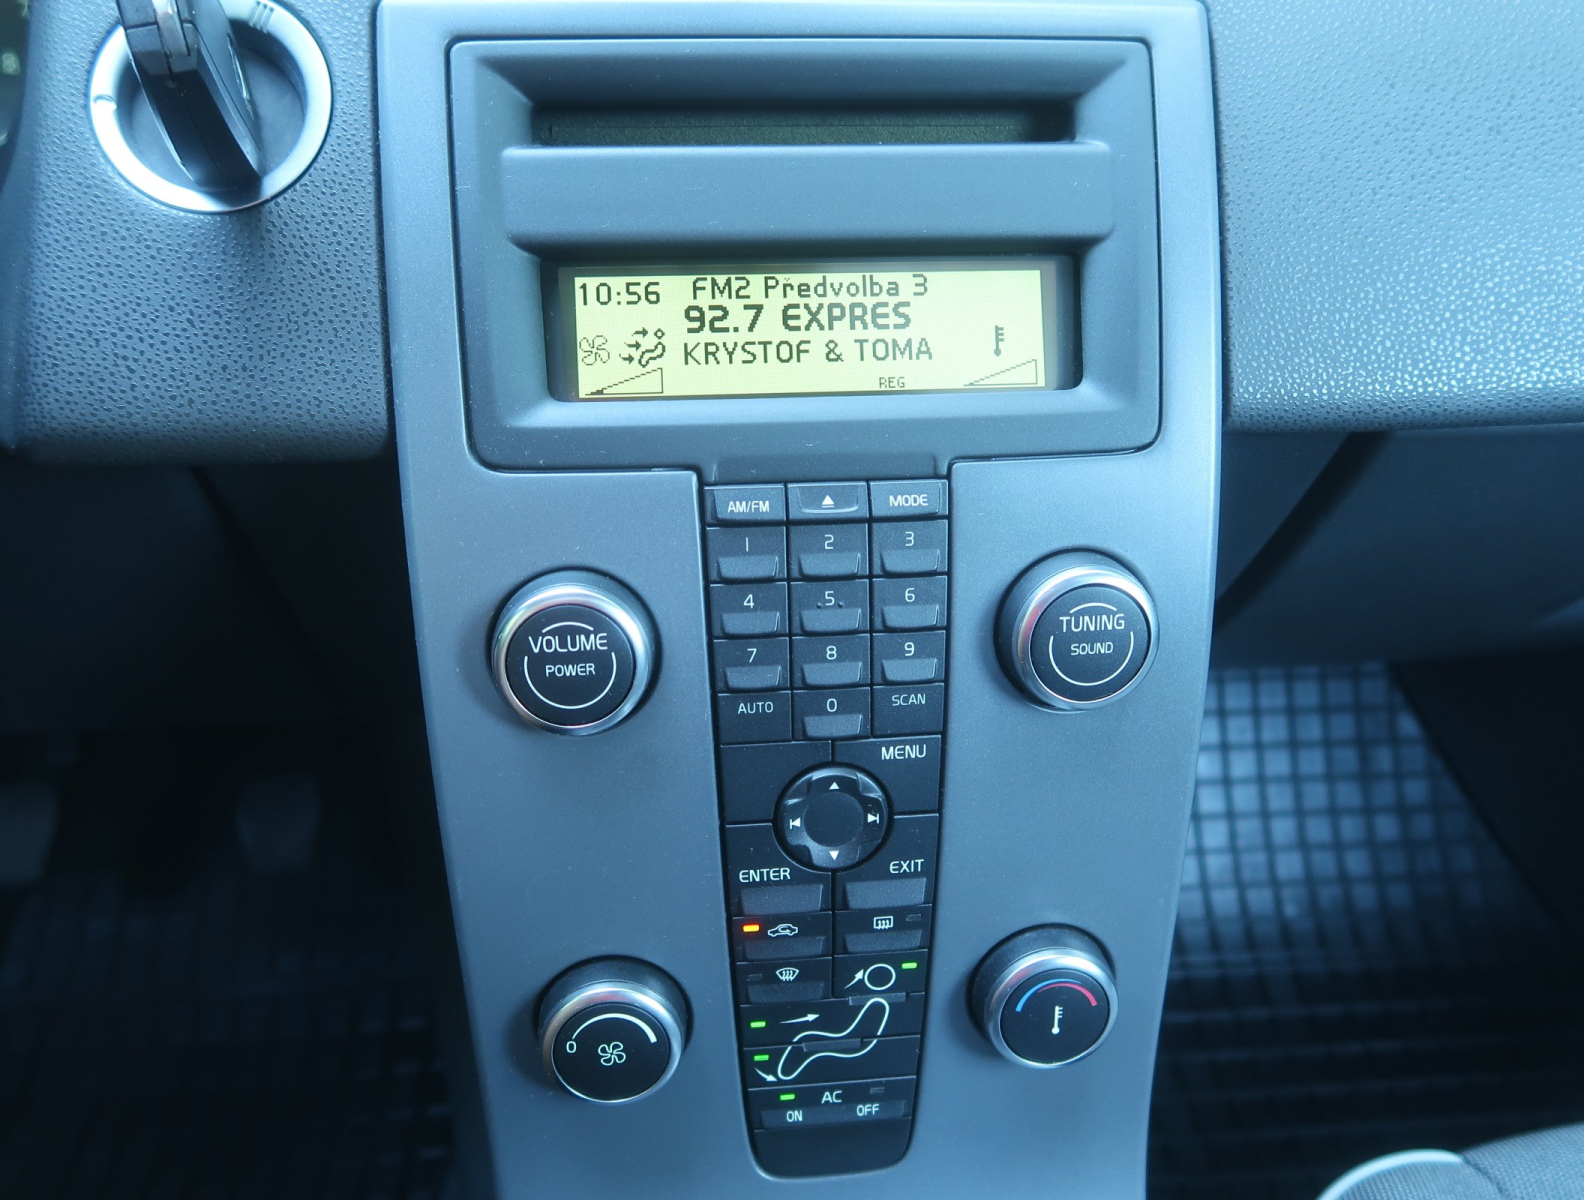 10:56 FM2 Předvolba 3
92.7 EXPRES
KRYSTOF & TOMA
REG
AM/FM MODE
1 2 3
4 5 6
7 8 9
AUTO 0 SCAN
VOLUME
POWER
TUNING
SOUND
MENU
ENTER EXIT
0
AC
ON OFF